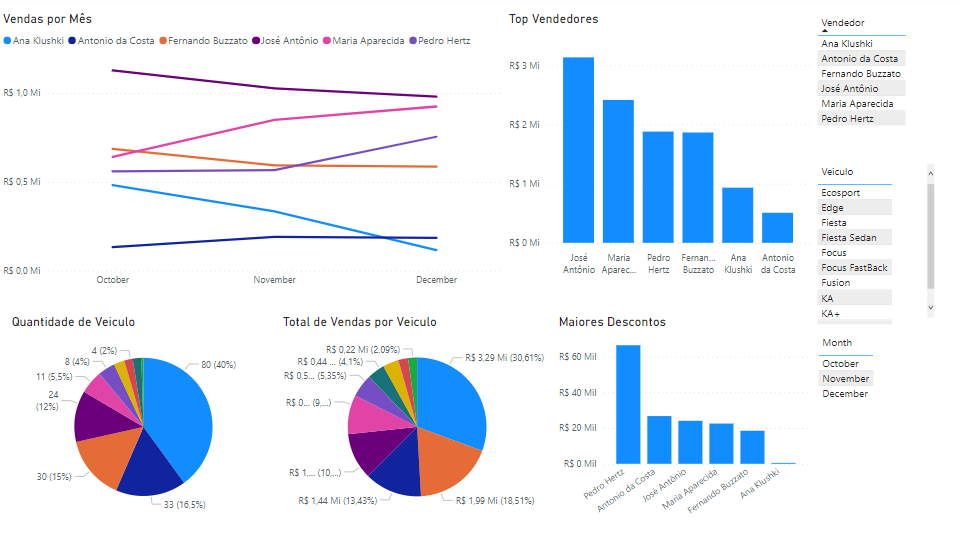 Vendas por Mês
Ana Klushki Antonio da Costa Fernando Buzzato José Antônio Maria Aparecida Pedro Hertz
R$ 1,0 Mi
R$ 0,5 Mi
R$ 0,0 Mi
October November December
Top Vendedores
R$ 3 Mi
R$ 2 Mi
R$ 1 Mi
R$ 0 Mi
José Maria Pedro Fernan... Ana Antonio
Antônio Aparec... Hertz Buzzato Klushki da Costa
Vendedor
Ana Klushki
Antonio da Costa
Fernando Buzzato
José Antônio
Maria Aparecida
Pedro Hertz
Veiculo
Ecosport
Edge
Fiesta
Fiesta Sedan
Focus
Focus FastBack
Fusion
KA
KA+
Quantidade de Veiculo
4 (2%)
8 (4%)
11 (5,5%)
24
(12%)
30 (15%)
80 (40%)
33 (16,5%)
Total de Vendas por Veiculo
R$ 0,22 Mi (2,09%)
R$ 0,44 ... (4,1%)
R$ 0,5... (5,35%)
R$ 0... (9,...)
R$ 1,... (10,...)
R$ 1,44 Mi (13,43%)
R$ 3,29 Mi (30,61%)
R$ 1,99 Mi (18,51%)
Maiores Descontos
R$ 60 Mil
R$ 40 Mil
R$ 20 Mil
R$ 0 Mil
Pedro Hertz
Antonio da Costa
José Antônio
Maria Aparecida
Fernando Buzzato
Ana Klushki
Month
October
November
December